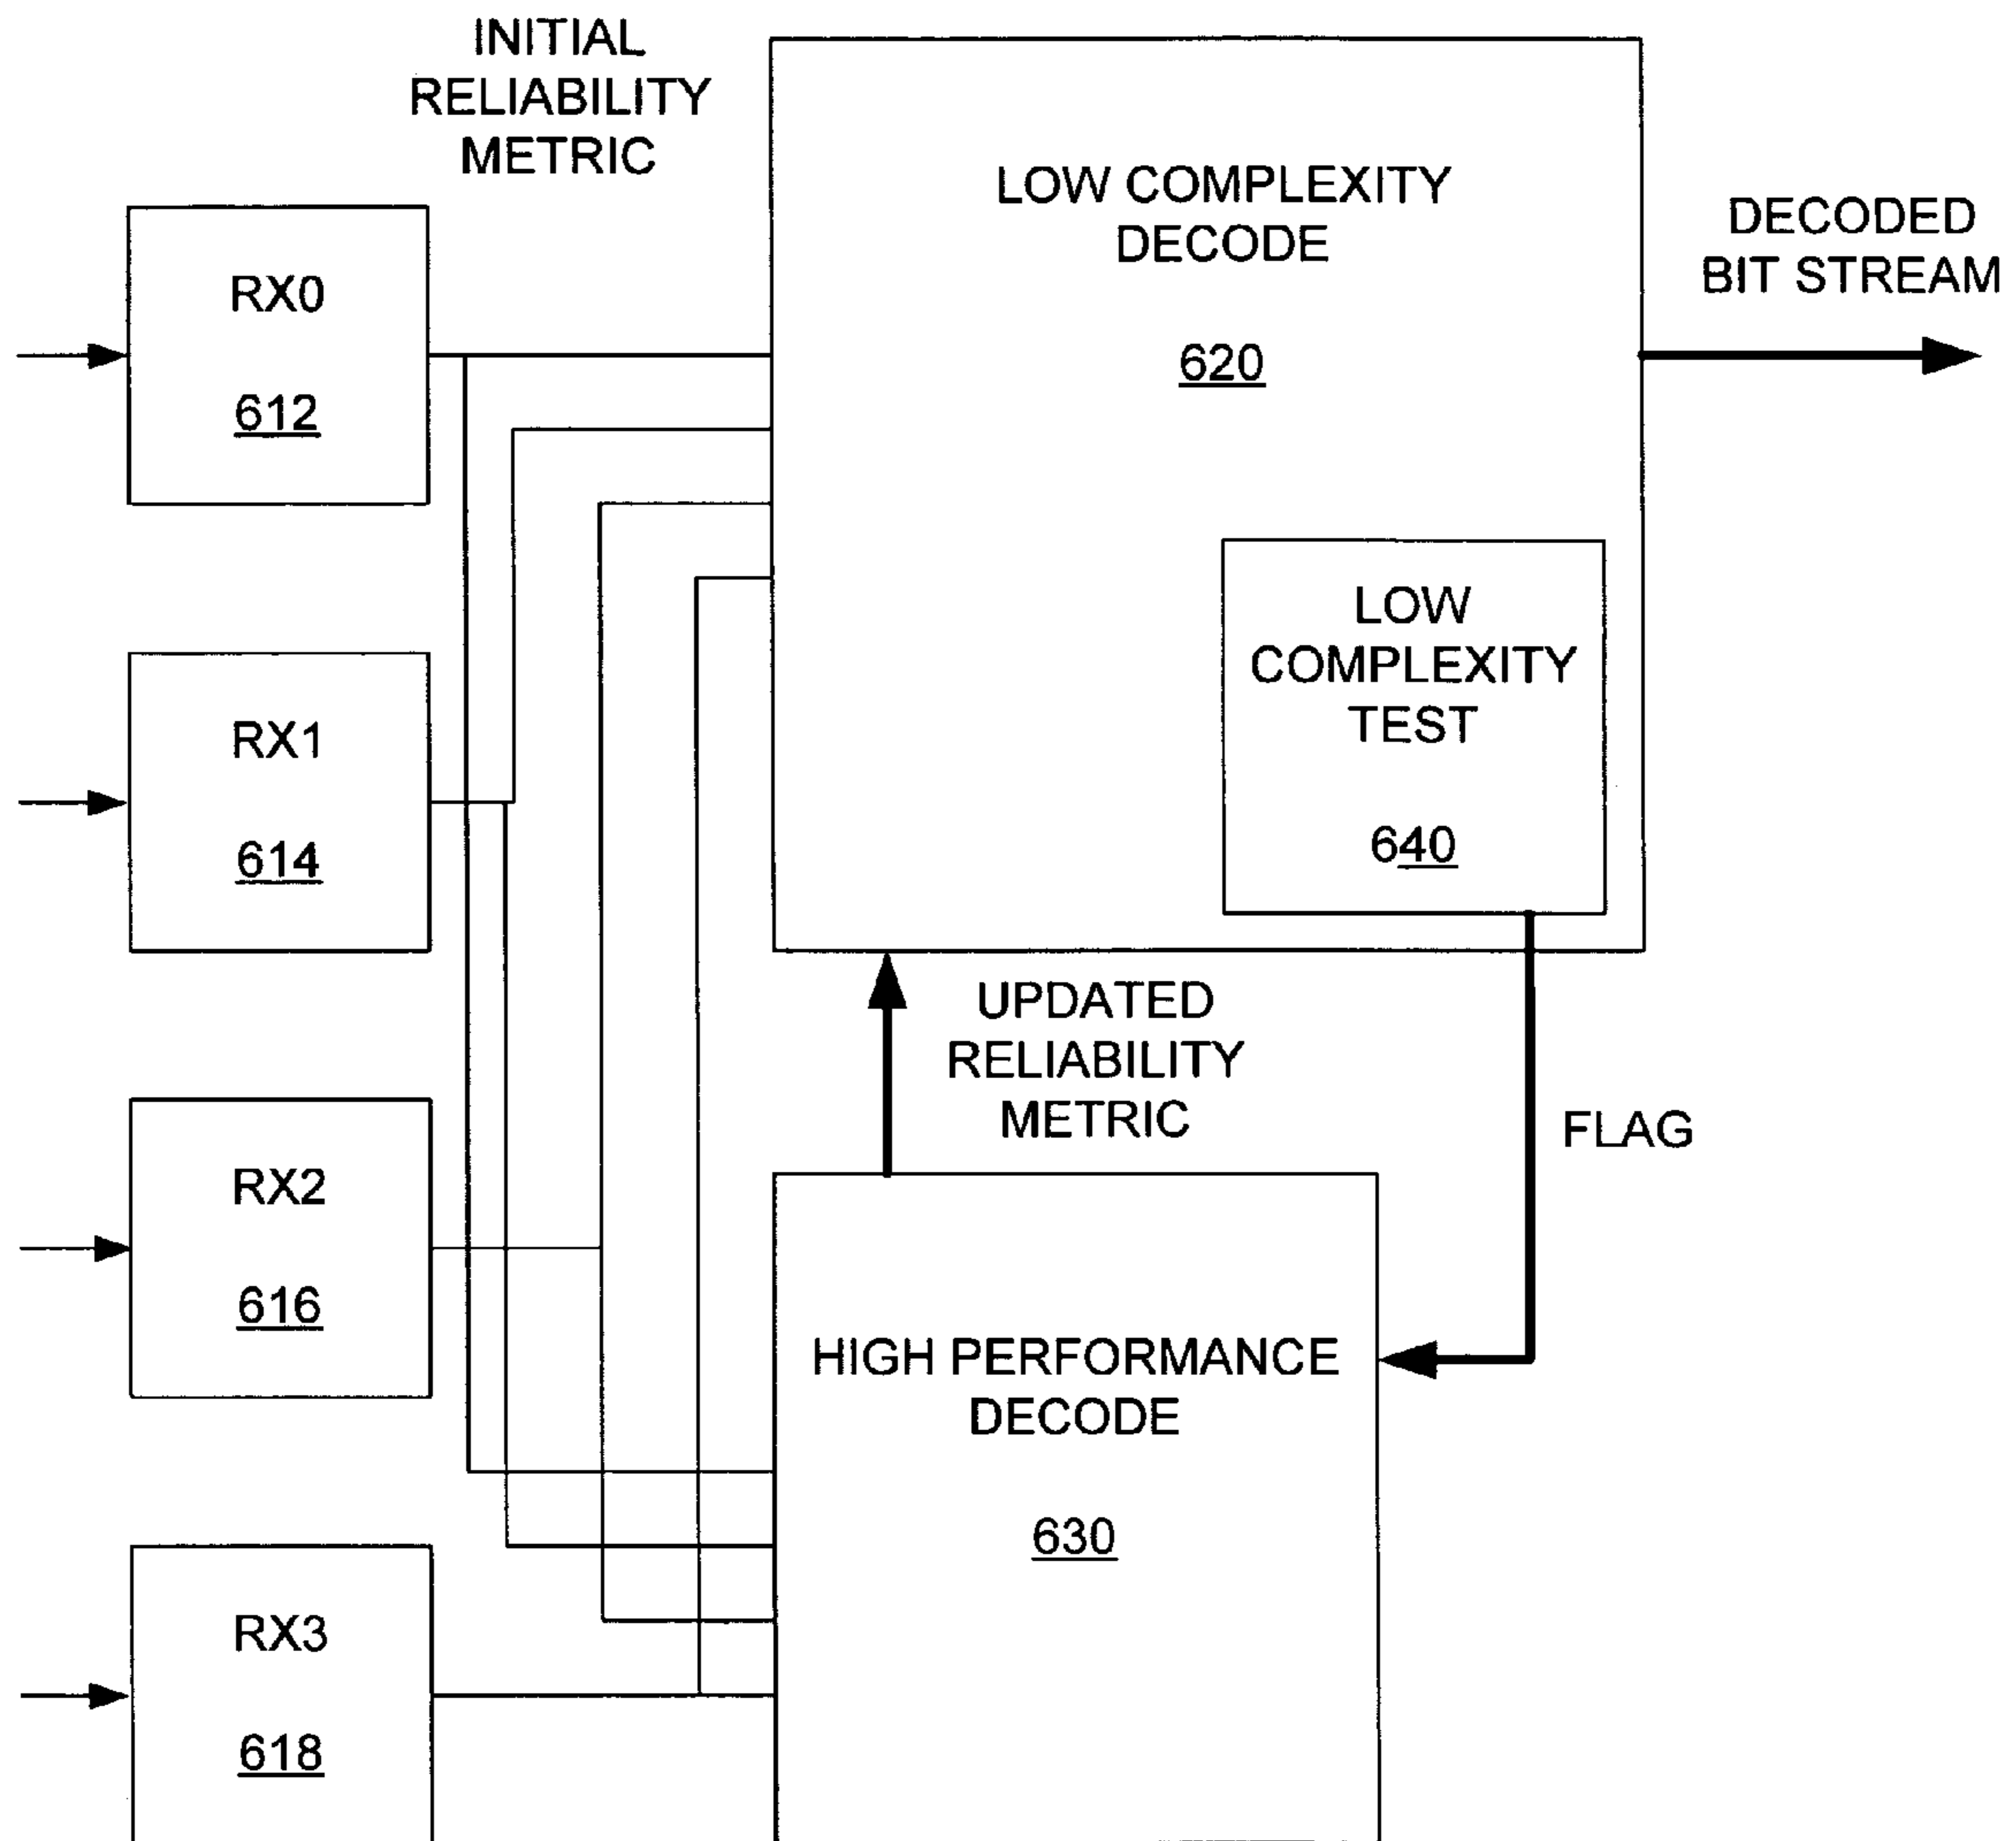 INITIAL
RELIABILITY
METRIC
LOW COMPLEXITY
DECODE
620
DECODED
BIT STREAM
RX0
612
LOW
COMPLEXITY
TEST
640
RX1
614
UPDATED
RELIABILITY
METRIC
FLAG
RX2
616
HIGH PERFORMANCE
DECODE
630
RX3
618